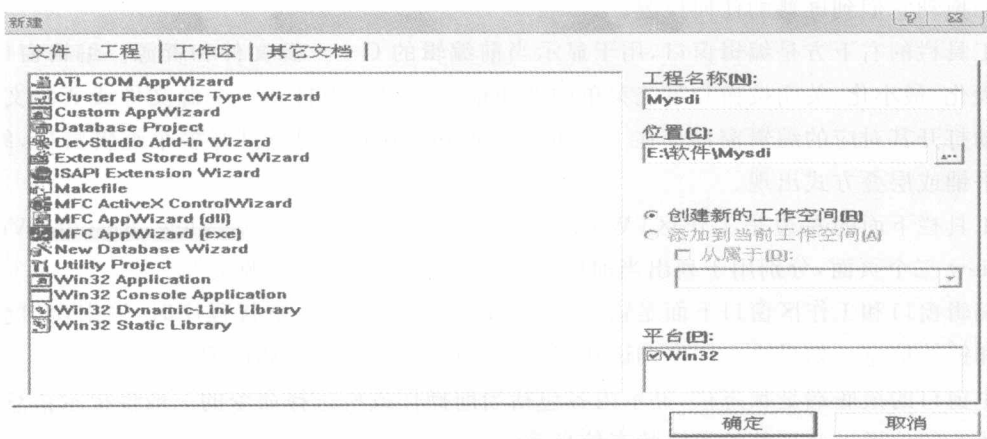 新建
文件 工程 工作区 其它文档
ATL COM AppWizard
Cluster Resource Type Wizard
Custom AppWizard
Database Project
DevStudio Add-in Wizard
Extended Stored Proc Wizard
ISAPI Extension Wizard
Makefile
MFC ActiveX ControlWizard
MFC AppWizard (dll)
MFC AppWizard (exe)
New Database Wizard
Utility Project
Win32 Application
Win32 Console Application
Win32 Dynamic-Link Library
Win32 Static Library
工程名称(N):
Mysdi
位置(C):
E:\软件\Mysdi
...
创建新的工作空间(R)
添加到当前工作空间(A)
从属于(D):
平台(P):
Win32
确定 取消